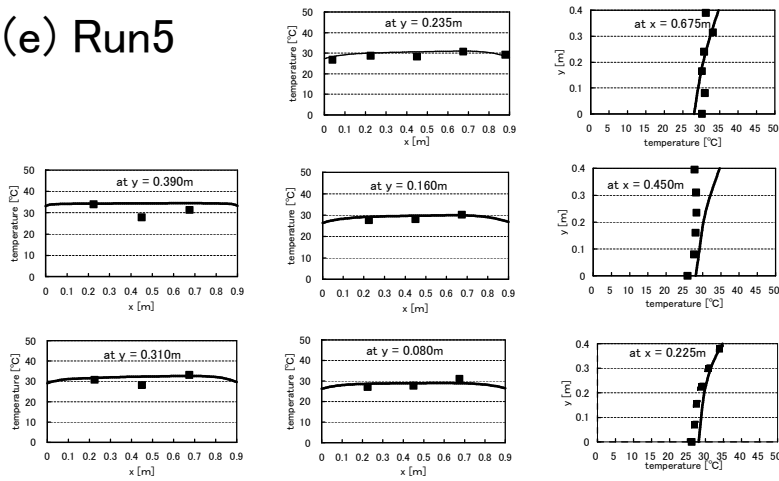 (e) Run5
at y = 0.235m
temperature [℃]
50
40
30
20
10
0
0 0.1 0.2 0.3 0.4 0.5 0.6 0.7 0.8 0.9
x [m]
at x = 0.675m
y [m]
0.4
0.3
0.2
0.1
0
0 5 10 15 20 25 30 35 40 45 50
temperature [℃]
at y = 0.390m
temperature [℃]
50
40
30
20
10
0
0 0.1 0.2 0.3 0.4 0.5 0.6 0.7 0.8 0.9
x [m]
at y = 0.160m
temperature [℃]
50
40
30
20
10
0
0 0.1 0.2 0.3 0.4 0.5 0.6 0.7 0.8 0.9
x [m]
at x = 0.450m
y [m]
0.4
0.3
0.2
0.1
0
0 5 10 15 20 25 30 35 40 45 50
temperature [℃]
at y = 0.310m
temperature [℃]
50
40
30
20
10
0
0 0.1 0.2 0.3 0.4 0.5 0.6 0.7 0.8 0.9
x [m]
at y = 0.080m
temperature [℃]
50
40
30
20
10
0
0 0.1 0.2 0.3 0.4 0.5 0.6 0.7 0.8 0.9
x [m]
at x = 0.225m
y [m]
0.4
0.3
0.2
0.1
0
0 5 10 15 20 25 30 35 40 45 50
temperature [℃]